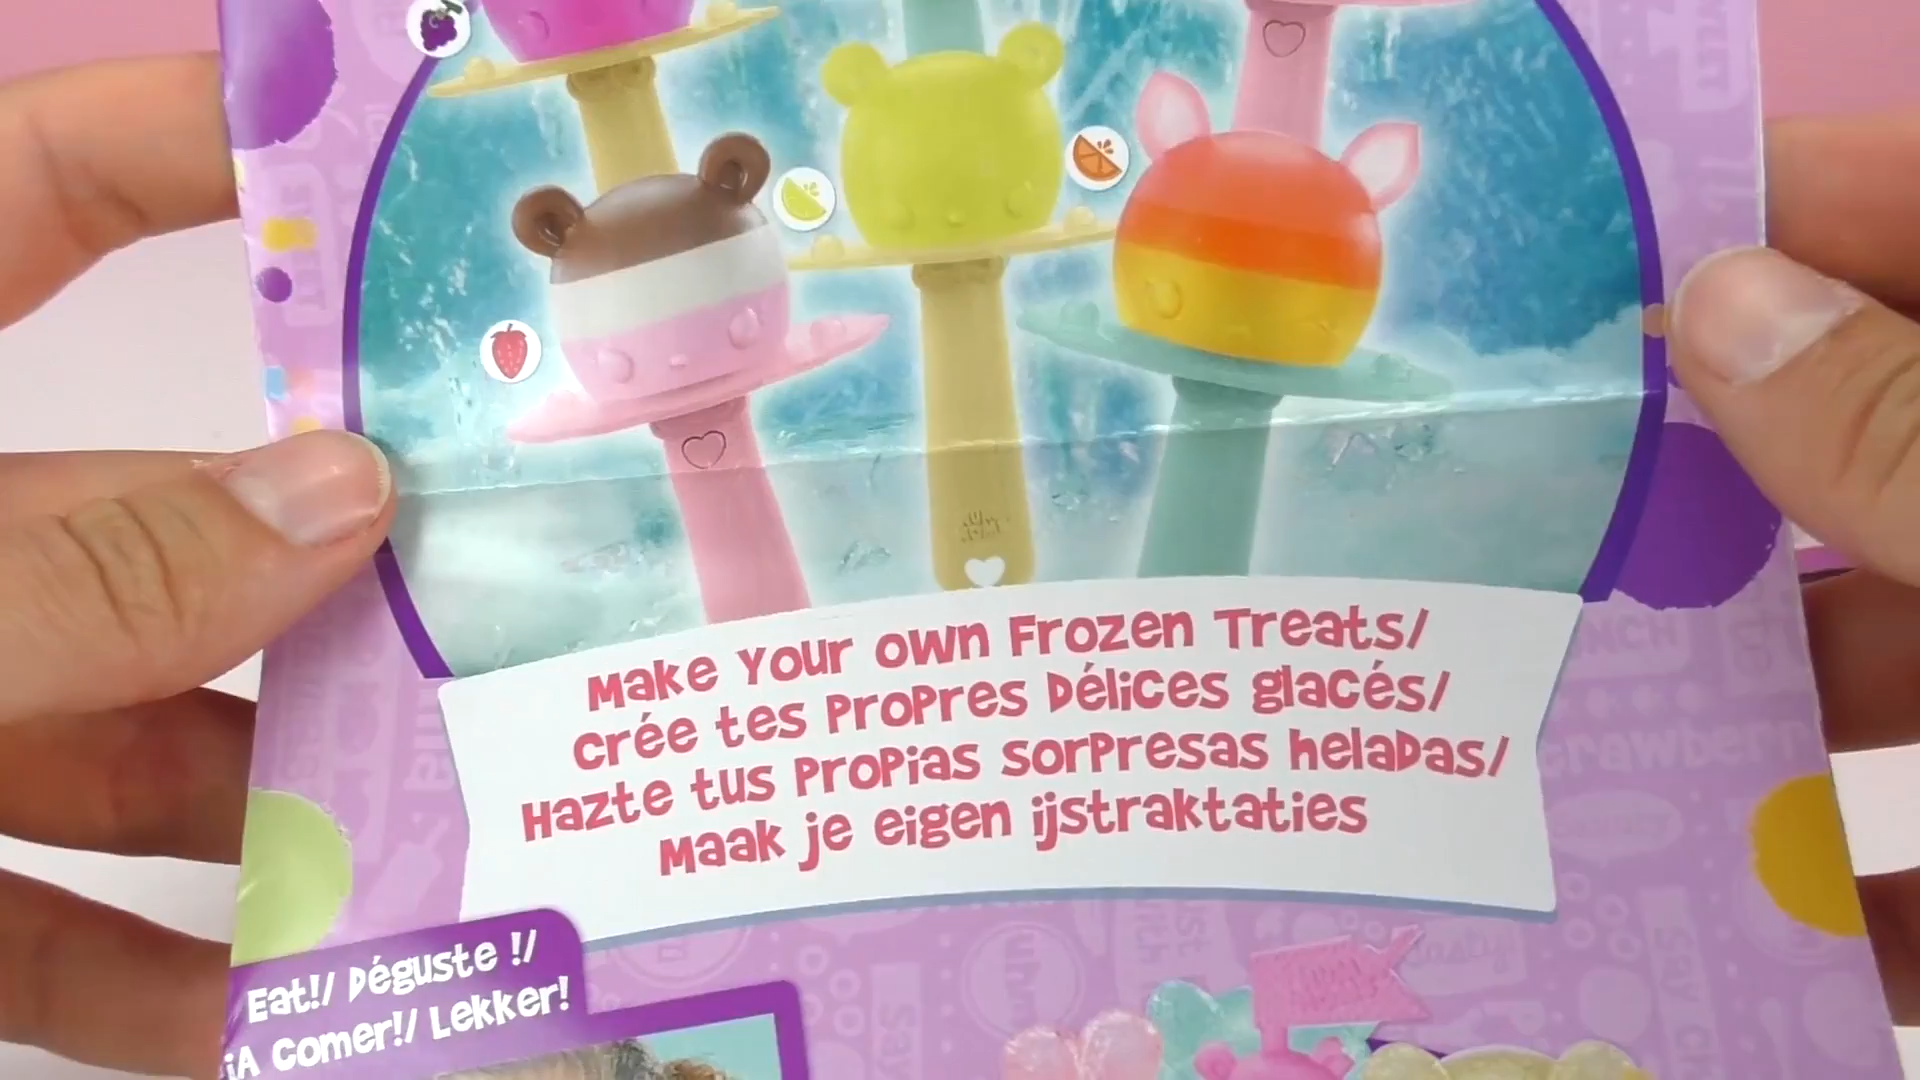 Make Your Own Frozen Treats/
Crée tes Propres Délices glacés/
Hazte tus Propias sorpresas heladas/
Maak je eigen ijstraktaties
Eat!/ Déguste !/
¡A Comer!/ Lekker!